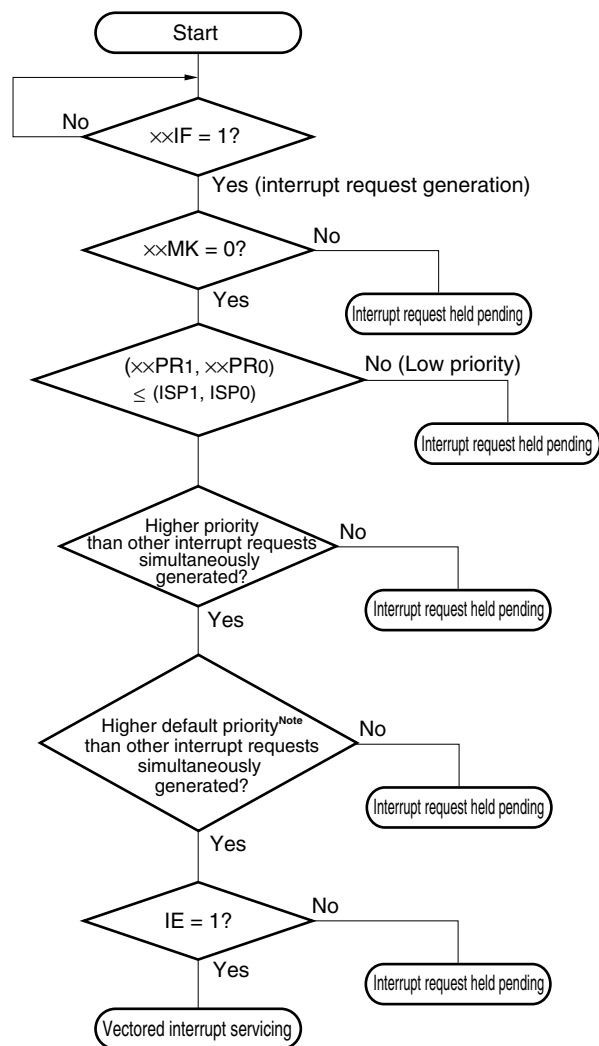 Start
No
××IF = 1?
Yes (interrupt request generation)
××MK = 0?
No
Yes
Interrupt request held pending
(××PR1, ××PR0)
≤ (ISP1, ISP0)
No (Low priority)
Interrupt request held pending
Higher priority
than other interrupt requests
simultaneously
generated?
No
Interrupt request held pending
Yes
Higher default priorityNote
than other interrupt requests
simultaneously
generated?
No
Interrupt request held pending
Yes
IE = 1?
No
Yes
Interrupt request held pending
Vectored interrupt servicing